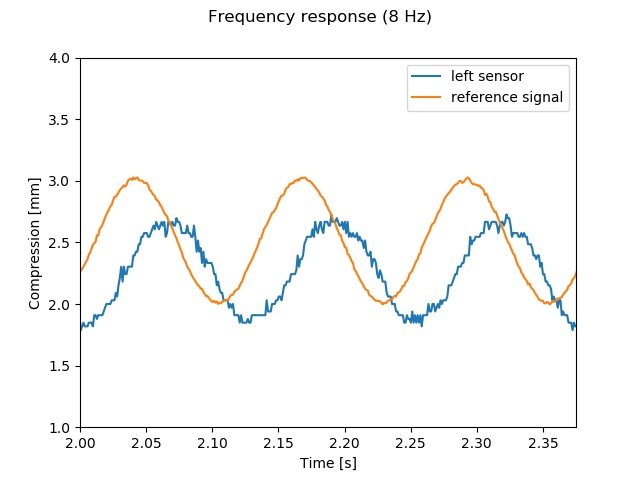 Frequency response (8 Hz)
left sensor
reference signal
4.0
3.5
3.0
2.5
2.0
1.5
1.0
Compression [mm]
2.00 2.05 2.10 2.15 2.20 2.25 2.30 2.35
Time [s]